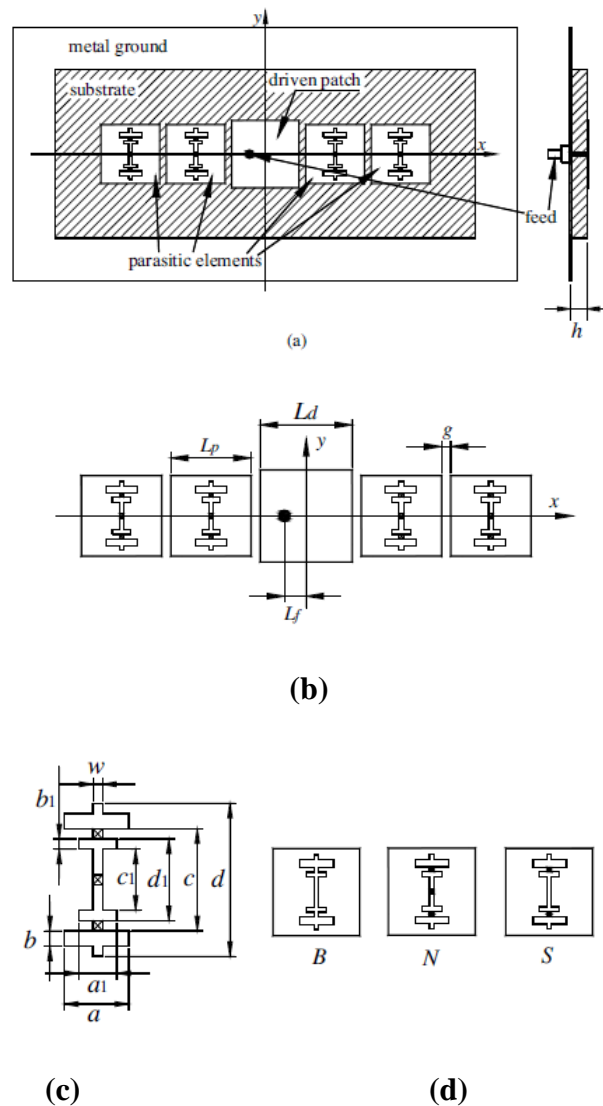 y
metal ground
driven patch
substrate
x
feed
parasitic elements
h
(a)
Ld
Lp
y
g
x
Lf
(b)
w
b1
c1
d1
c
d
b
a1
a
B
N
S
(c)
(d)